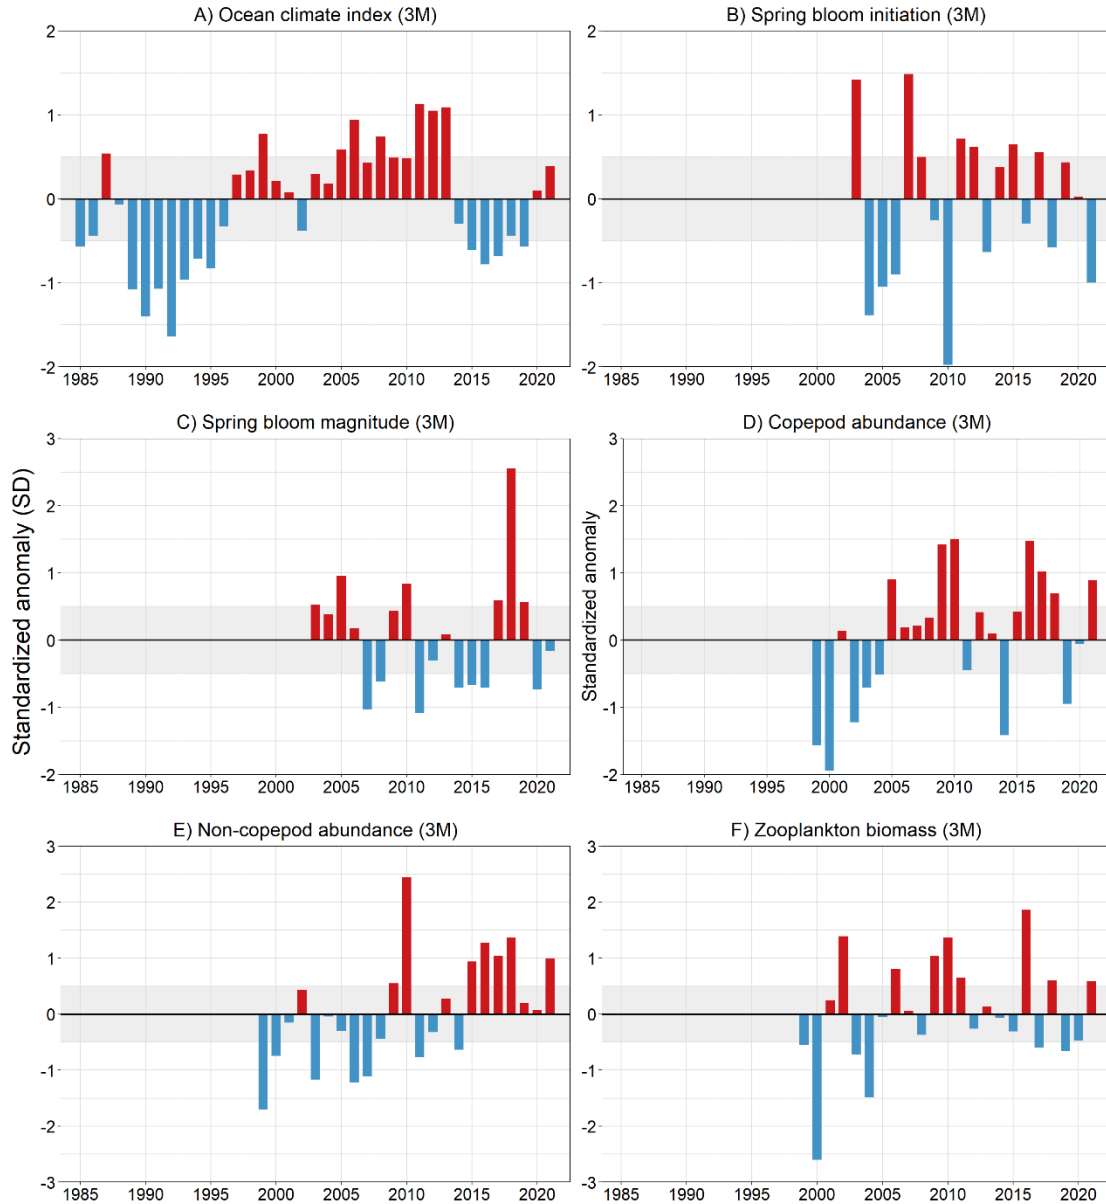 A) Ocean climate index (3M)
2
1
0
-1
-2
1985 1990 1995 2000 2005 2010 2015 2020
B) Spring bloom initiation (3M)
2
1
0
-1
-2
1985 1990 1995 2000 2005 2010 2015 2020
Standardized anomaly (SD)
C) Spring bloom magnitude (3M)
3
2
1
0
-1
-2
1985 1990 1995 2000 2005 2010 2015 2020
D) Copepod abundance (3M)
Standardized anomaly
3
2
1
0
-1
-2
1985 1990 1995 2000 2005 2010 2015 2020
E) Non-copepod abundance (3M)
3
2
1
0
-1
-2
-3
1985 1990 1995 2000 2005 2010 2015 2020
F) Zooplankton biomass (3M)
3
2
1
0
-1
-2
-3
1985 1990 1995 2000 2005 2010 2015 2020